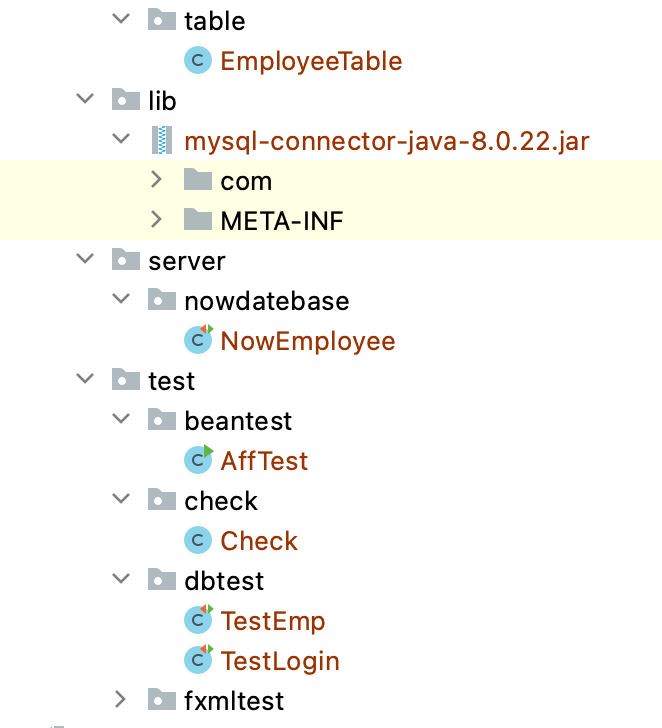 table
C EmployeeTable
lib
mysql-connector-java-8.0.22.jar
com
META-INF
server
nowdatebase
C NowEmployee
test
beantest
C AffTest
check
C Check
dbtest
C TestEmp
C TestLogin
fxmltest